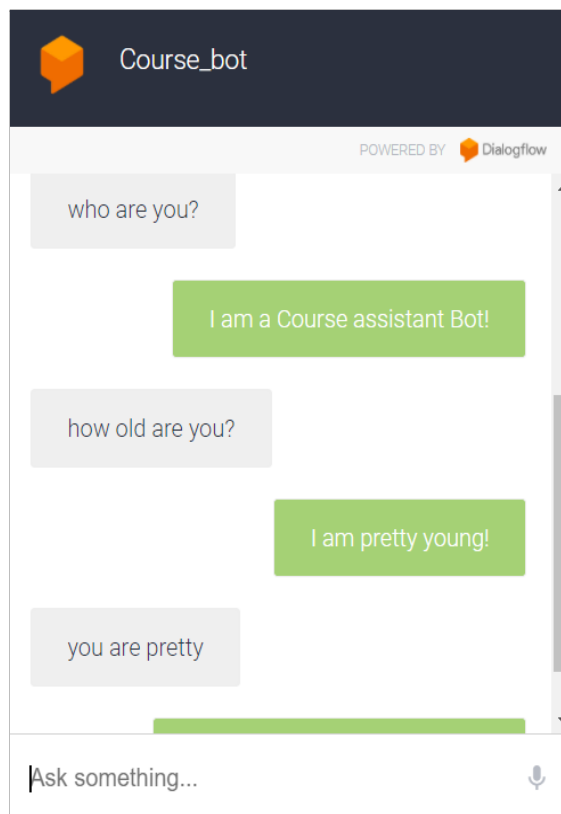 Course_bot
POWERED BY Dialogflow
who are you?
I am a Course assistant Bot!
how old are you?
I am pretty young!
you are pretty
Ask something...